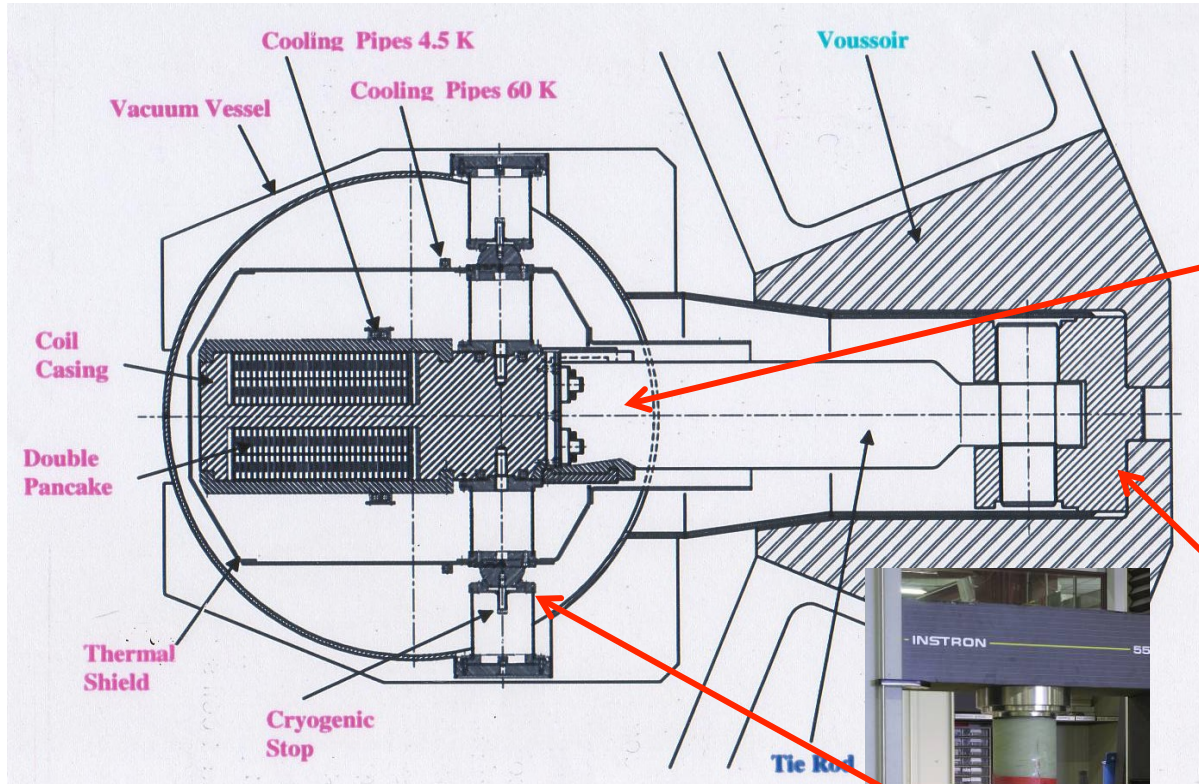 Cooling Pipes 4.5 K
Voussoir
Cooling Pipes 60 K
Vacuum Vessel
Coil
Casing
Double
Pancake
Thermal
Shield
Cryogenic
Stop
Tie Rod
INSTRON
55